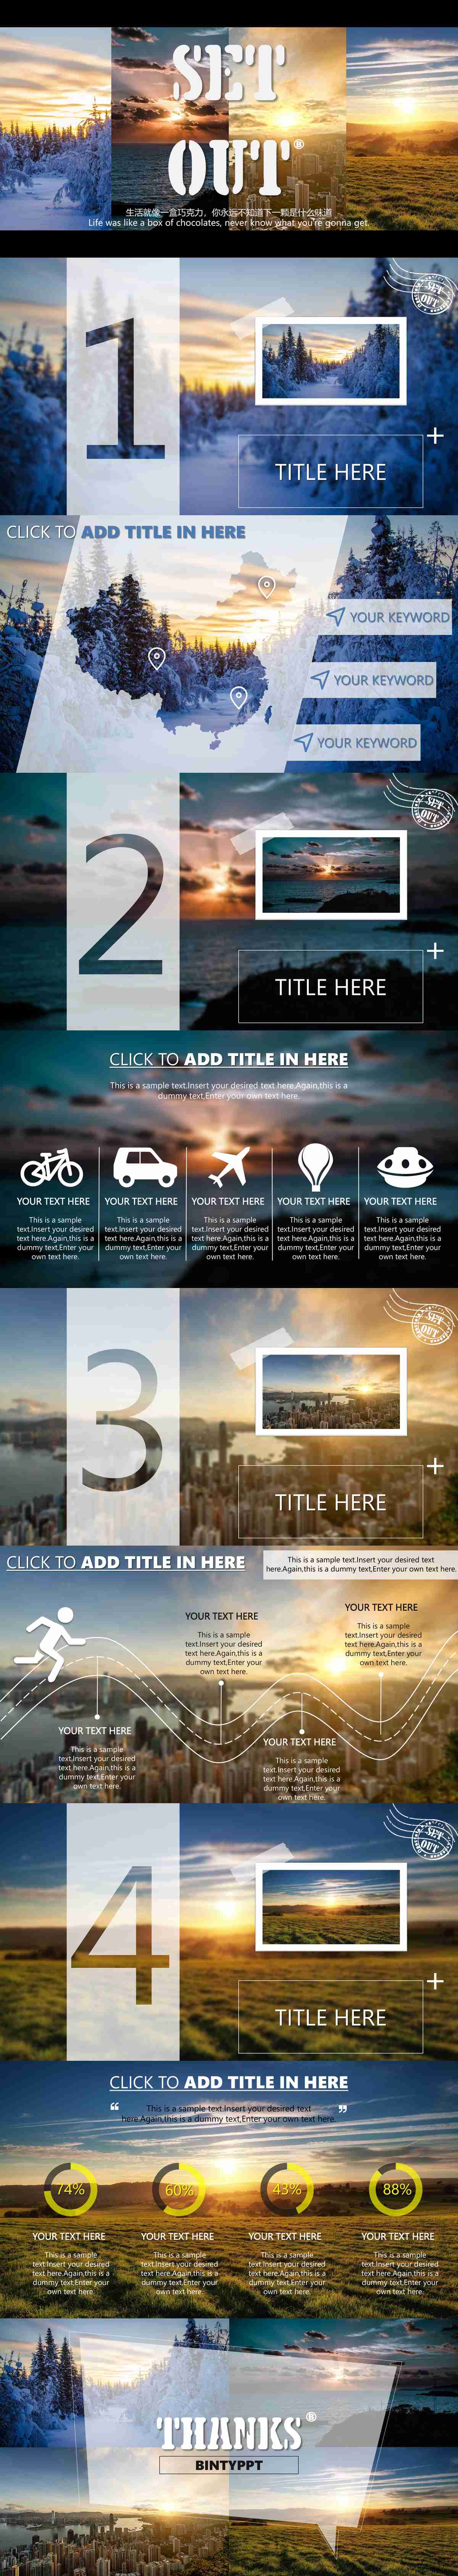 SET
OUT®
生活就像一盒巧克力，你永远不知道下一颗是什么味道
Life was like a box of chocolates, never know what you're gonna get.
SET
OUT
1
TITLE HERE
CLICK TO ADD TITLE IN HERE
YOUR KEYWORD
YOUR KEYWORD
YOUR KEYWORD
SET
OUT
2
TITLE HERE
CLICK TO ADD TITLE IN HERE
This is a sample text.Insert your desired text here.Again,this is a
dummy text,Enter your own text here.
YOUR TEXT HERE
This is a sample
text.Insert your desired
text here.Again,this is a
dummy text,Enter your
own text here.
YOUR TEXT HERE
This is a sample
text.Insert your desired
text here.Again,this is a
dummy text,Enter your
own text here.
YOUR TEXT HERE
This is a sample
text.Insert your desired
text here.Again,this is a
dummy text,Enter your
own text here.
YOUR TEXT HERE
This is a sample
text.Insert your desired
text here.Again,this is a
dummy text,Enter your
own text here.
YOUR TEXT HERE
This is a sample
text.Insert your desired
text here.Again,this is a
dummy text,Enter your
own text here.
SET
OUT
3
TITLE HERE
CLICK TO ADD TITLE IN HERE
This is a sample text.Insert your desired text
here.Again,this is a dummy text,Enter your own text here.
YOUR TEXT HERE
This is a sample
text.Insert your desired
text here.Again,this is a
dummy text,Enter your
own text here.
YOUR TEXT HERE
This is a sample
text.Insert your desired
text here.Again,this is a
dummy text,Enter your
own text here.
YOUR TEXT HERE
This is a sample
text.Insert your desired
text here.Again,this is a
dummy text,Enter your
own text here.
YOUR TEXT HERE
This is a sample
text.Insert your desired
text here.Again,this is a
dummy text,Enter your
own text here.
SET
OUT
4
TITLE HERE
CLICK TO ADD TITLE IN HERE
“ This is a sample text.Insert your desired text ”
here.Again,this is a dummy text,Enter your own text here.
74%
60%
43%
88%
YOUR TEXT HERE
This is a sample
text.Insert your desired
text here.Again,this is a
dummy text,Enter your
own text here.
YOUR TEXT HERE
This is a sample
text.Insert your desired
text here.Again,this is a
dummy text,Enter your
own text here.
YOUR TEXT HERE
This is a sample
text.Insert your desired
text here.Again,this is a
dummy text,Enter your
own text here.
YOUR TEXT HERE
This is a sample
text.Insert your desired
text here.Again,this is a
dummy text,Enter your
own text here.
THANKS®
BINTYPPT